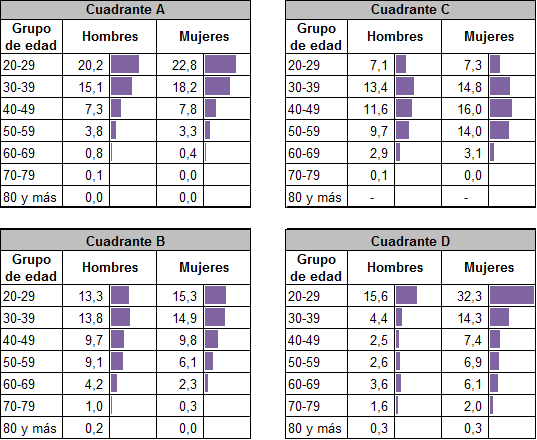 Cuadrante A
Grupo de edad Hombres Mujeres
20-29 20,2 22,8
30-39 15,1 18,2
40-49 7,3 7,8
50-59 3,8 3,3
60-69 0,8 0,4
70-79 0,1 0,0
80 y más 0,0 0,0
Cuadrante C
Grupo de edad Hombres Mujeres
20-29 7,1 7,3
30-39 13,4 14,8
40-49 11,6 16,0
50-59 9,7 14,0
60-69 2,9 3,1
70-79 0,1 0,0
80 y más - -
Cuadrante B
Grupo de edad Hombres Mujeres
20-29 13,3 15,3
30-39 13,8 14,9
40-49 9,7 9,8
50-59 9,1 6,1
60-69 4,2 2,3
70-79 1,0 0,3
80 y más 0,2 0,0
Cuadrante D
Grupo de edad Hombres Mujeres
20-29 15,6 32,3
30-39 4,4 14,3
40-49 2,5 7,4
50-59 2,6 6,9
60-69 3,6 6,1
70-79 1,6 2,0
80 y más 0,3 0,3